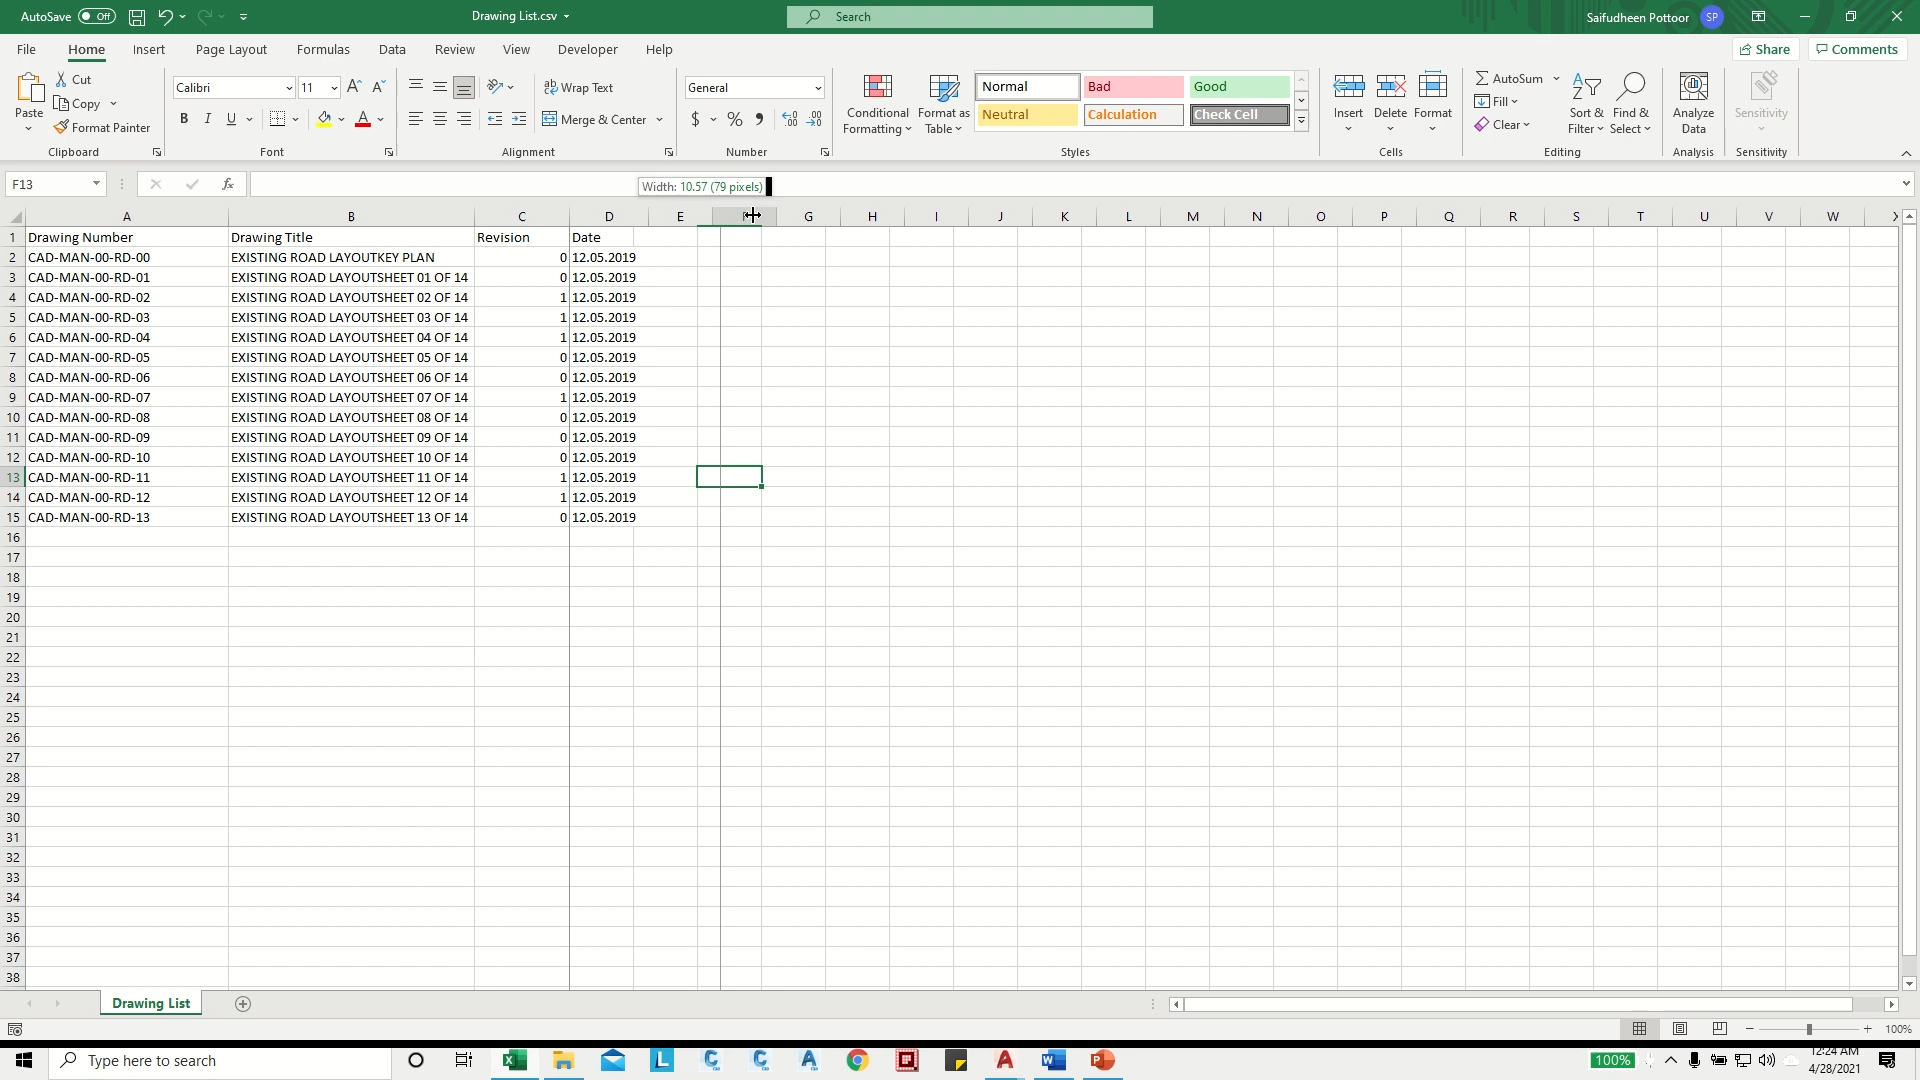 AutoSave Off Drawing List.csv Search Saifudheen Pottoor SP
File Home Insert Page Layout Formulas Data Review View Developer Help Share Comments
Paste Cut Copy Format Painter Clipboard
Calibri 11 B I U A Font
Wrap Text Merge & Center Alignment
General $ % Number
Conditional Formatting Format as Table Normal Bad Good Neutral Calculation Check Cell Styles
Insert Delete Format Cells
AutoSum Fill Clear Sort & Filter Find & Select Editing
Analyze Data Analysis Sensitivity Sensitivity
F13 fx Width: 10.57 (79 pixels)
A B C D E G H I J K L M N O P Q R S T U V W
1 Drawing Number Drawing Title Revision Date
2 CAD-MAN-00-RD-00 EXISTING ROAD LAYOUTKEY PLAN 0 12.05.2019
3 CAD-MAN-00-RD-01 EXISTING ROAD LAYOUTSHEET 01 OF 14 0 12.05.2019
4 CAD-MAN-00-RD-02 EXISTING ROAD LAYOUTSHEET 02 OF 14 1 12.05.2019
5 CAD-MAN-00-RD-03 EXISTING ROAD LAYOUTSHEET 03 OF 14 1 12.05.2019
6 CAD-MAN-00-RD-04 EXISTING ROAD LAYOUTSHEET 04 OF 14 1 12.05.2019
7 CAD-MAN-00-RD-05 EXISTING ROAD LAYOUTSHEET 05 OF 14 0 12.05.2019
8 CAD-MAN-00-RD-06 EXISTING ROAD LAYOUTSHEET 06 OF 14 0 12.05.2019
9 CAD-MAN-00-RD-07 EXISTING ROAD LAYOUTSHEET 07 OF 14 1 12.05.2019
10 CAD-MAN-00-RD-08 EXISTING ROAD LAYOUTSHEET 08 OF 14 0 12.05.2019
11 CAD-MAN-00-RD-09 EXISTING ROAD LAYOUTSHEET 09 OF 14 0 12.05.2019
12 CAD-MAN-00-RD-10 EXISTING ROAD LAYOUTSHEET 10 OF 14 0 12.05.2019
13 CAD-MAN-00-RD-11 EXISTING ROAD LAYOUTSHEET 11 OF 14 1 12.05.2019
14 CAD-MAN-00-RD-12 EXISTING ROAD LAYOUTSHEET 12 OF 14 1 12.05.2019
15 CAD-MAN-00-RD-13 EXISTING ROAD LAYOUTSHEET 13 OF 14 0 12.05.2019
16
17
18
19
20
21
22
23
24
25
26
27
28
29
30
31
32
33
34
35
36
37
38
Drawing List
100%
Type here to search 100% 12:24 AM
4/28/2021